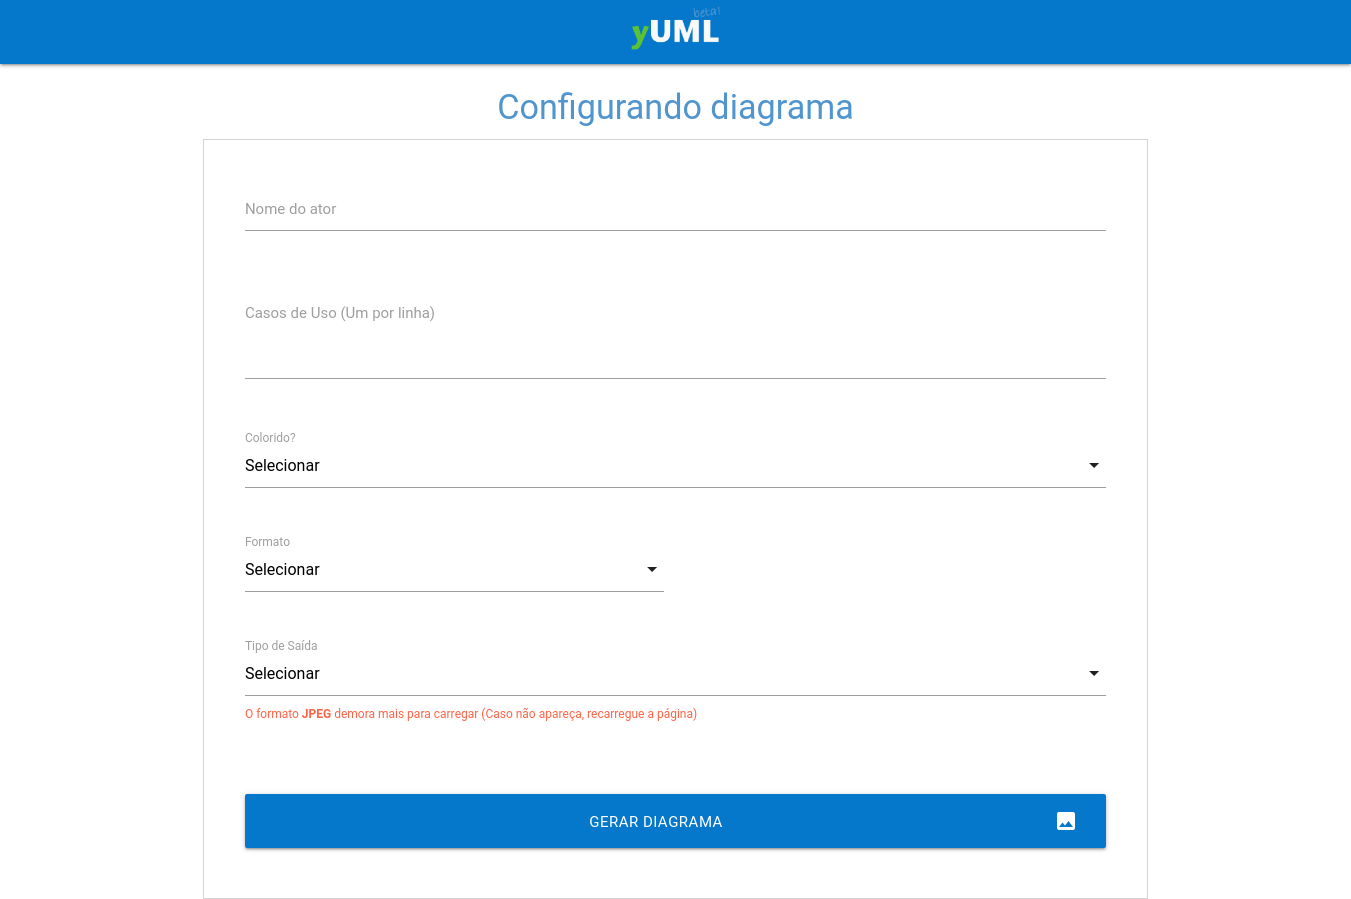 beta!
yUML
Configurando diagrama
Nome do ator
Casos de Uso (Um por linha)
Colorido?
Selecionar
Formato
Selecionar
Tipo de Saída
Selecionar
O formato JPEG demora mais para carregar (Caso não apareça, recarregue a página)
GERAR DIAGRAMA